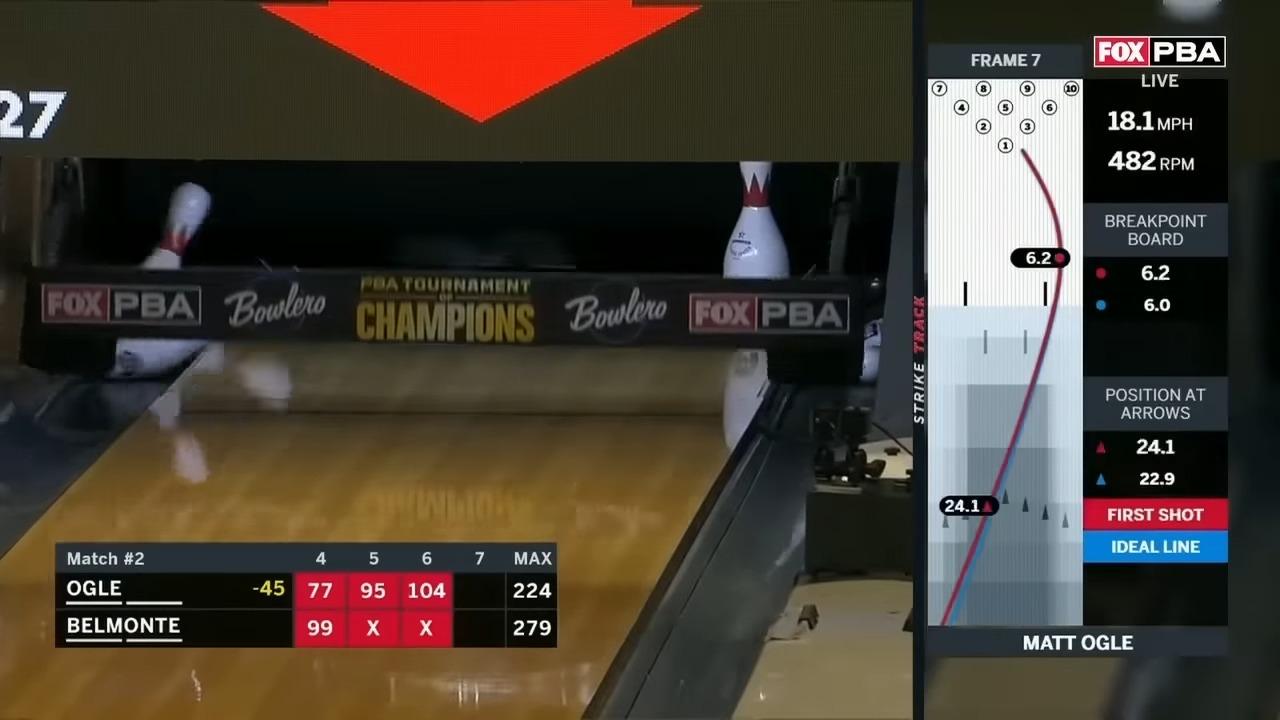 27
FOX PBA
Bowlero
PBA TOURNAMENT
OF
CHAMPIONS
Bowlero
FOX PBA
Match #2 4 5 6 7 MAX
OGLE -45 77 95 104 224
BELMONTE 99 X X 279
STRIKE TRACK
FRAME 7
7 8 9 10
4 5 6
2 3
1
6.2
24.1
FOX PBA
LIVE
18.1 MPH
482 RPM
BREAKPOINT
BOARD
6.2
6.0
POSITION AT
ARROWS
24.1
22.9
FIRST SHOT
IDEAL LINE
MATT OGLE